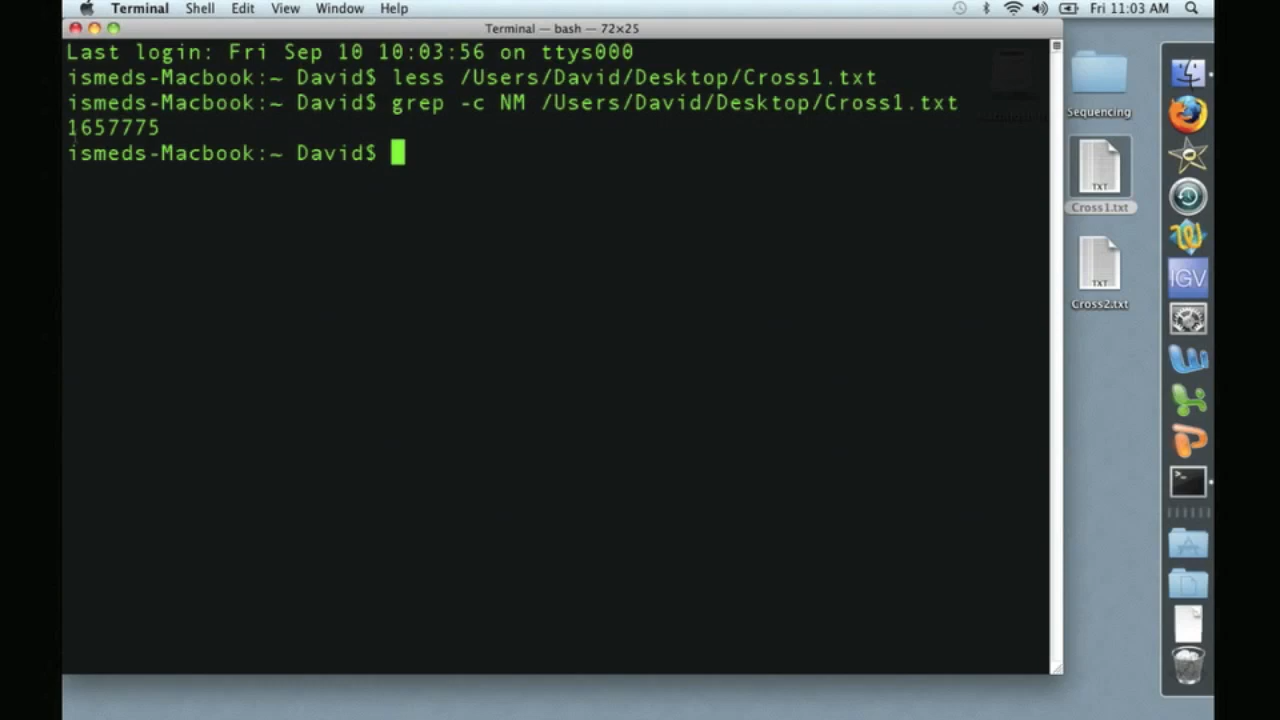 Terminal Shell Edit View Window Help Fri 11:03 AM
Terminal — bash — 72×25
Last login: Fri Sep 10 10:03:56 on ttys000
ismeds-Macbook:~ David$ less /Users/David/Desktop/Cross1.txt
ismeds-Macbook:~ David$ grep -c NM /Users/David/Desktop/Cross1.txt
1657775
ismeds-Macbook:~ David$
Sequencing
TXT
Cross1.txt
TXT
Cross2.txt
IGV